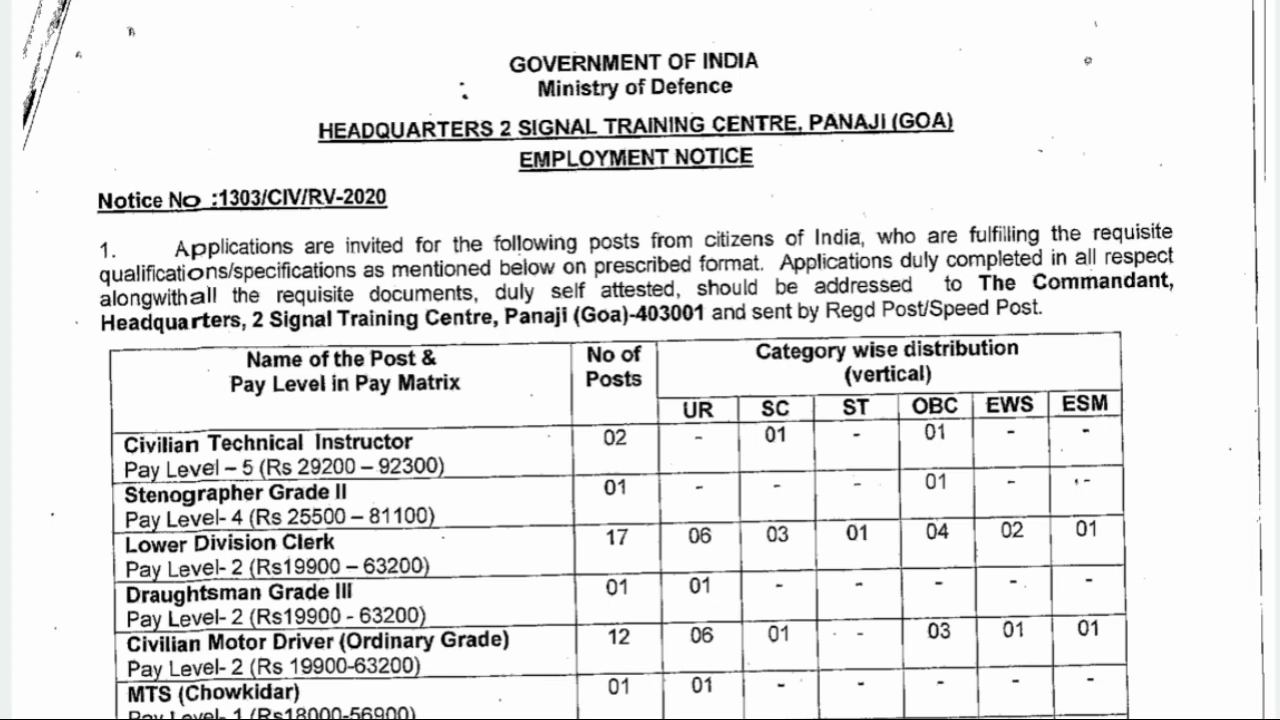 GOVERNMENT OF INDIA
Ministry of Defence
HEADQUARTERS 2 SIGNAL TRAINING CENTRE, PANAJI (GOA)
EMPLOYMENT NOTICE
Notice No :1303/CIV/RV-2020
1. Applications are invited for the following posts from citizens of India, who are fulfilling the requisite
qualifications/specifications as mentioned below on prescribed format. Applications duly completed in all respect
alongwith all the requisite documents, duly self attested, should be addressed to The Commandant,
Headquarters, 2 Signal Training Centre, Panaji (Goa)-403001 and sent by Regd Post/Speed Post.
Name of the Post & No of Category wise distribution
Pay Level in Pay Matrix Posts (vertical)
UR SC ST OBC EWS ESM
Civilian Technical Instructor 02 - 01 - 01 - -
Pay Level – 5 (Rs 29200 – 92300)
Stenographer Grade II 01 - - - 01 - -
Pay Level- 4 (Rs 25500 – 81100)
Lower Division Clerk 17 06 03 01 04 02 01
Pay Level- 2 (Rs19900 – 63200)
Draughtsman Grade III 01 01 - - - - -
Pay Level- 2 (Rs19900 - 63200)
Civilian Motor Driver (Ordinary Grade) 12 06 01 - 03 01 01
Pay Level- 2 (Rs 19900-63200)
MTS (Chowkidar) 01 01 - - - - -
Pay Level- 1 (Rs18000-56900)